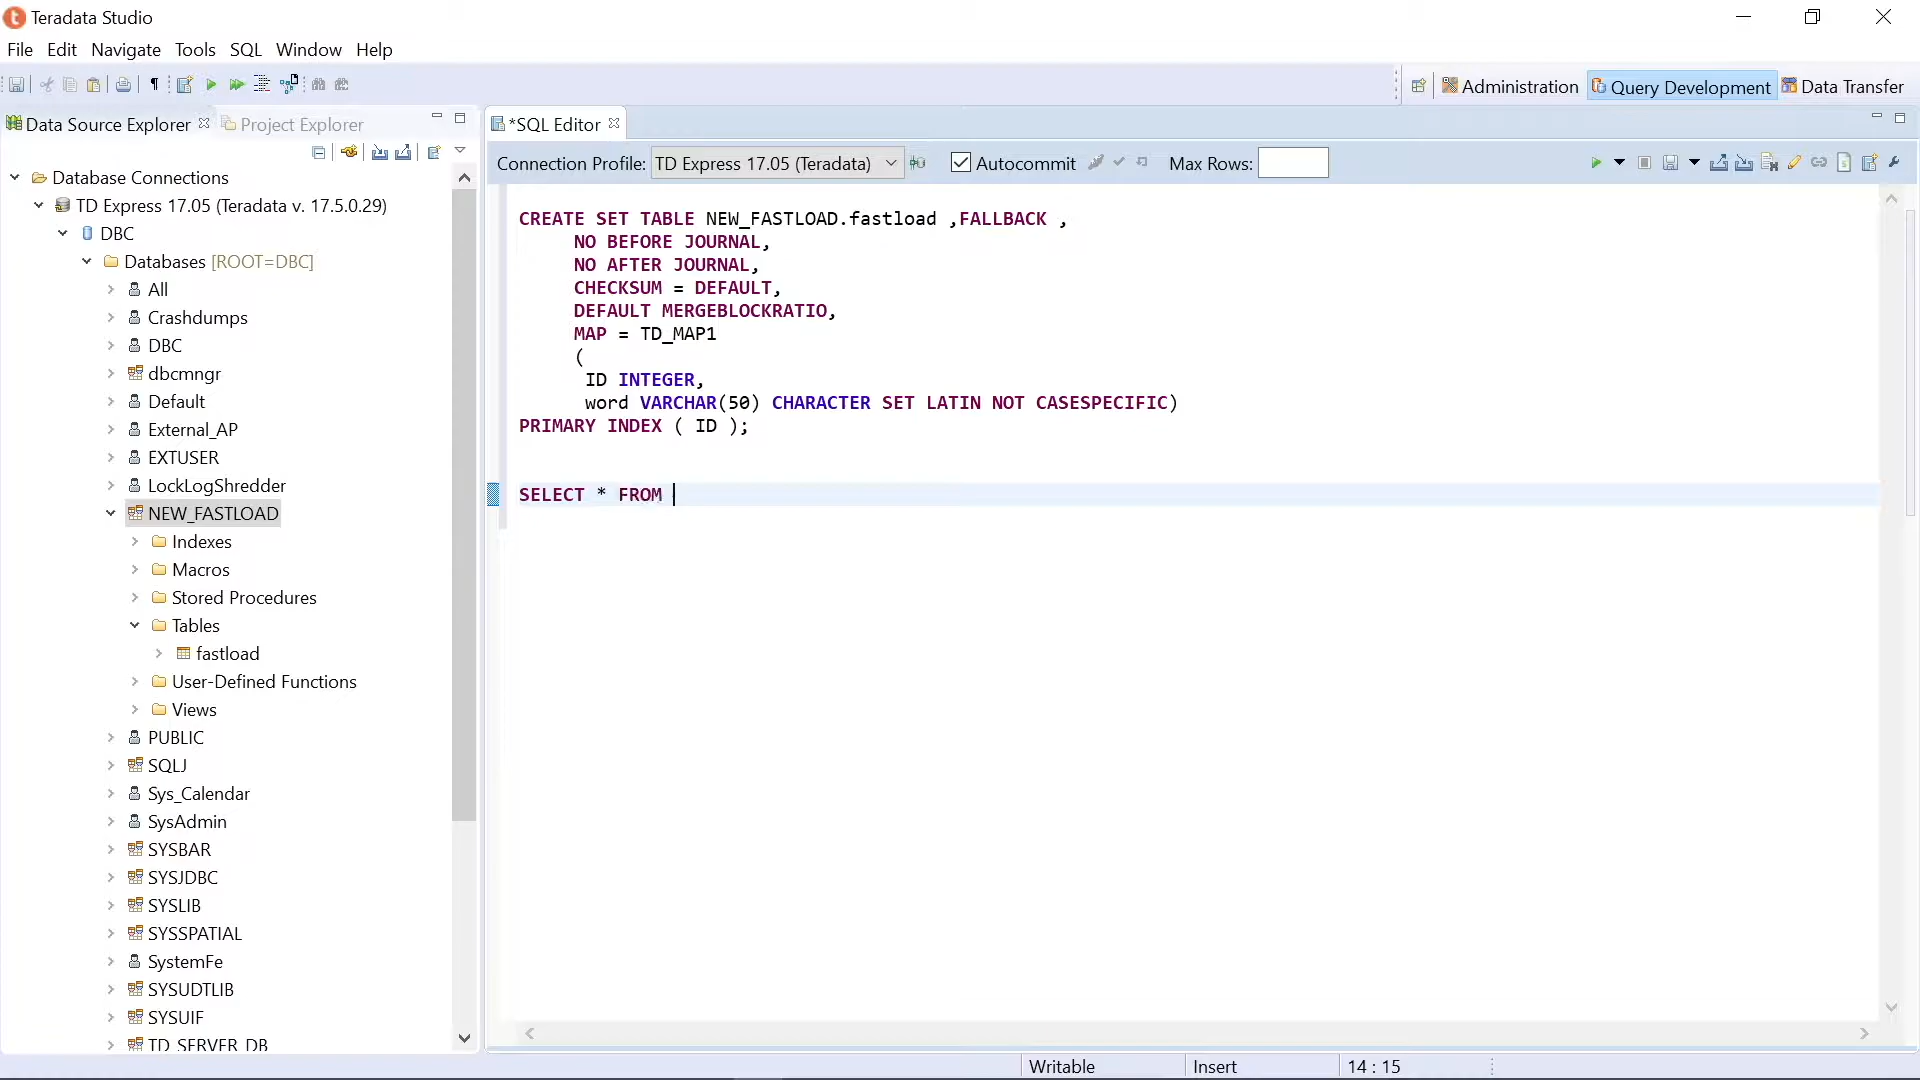 Teradata Studio
File Edit Navigate Tools SQL Window Help
Administration Query Development Data Transfer
Data Source Explorer Project Explorer
Database Connections
TD Express 17.05 (Teradata v. 17.5.0.29)
DBC
Databases [ROOT=DBC]
All
Crashdumps
DBC
dbcmngr
Default
External_AP
EXTUSER
LockLogShredder
NEW_FASTLOAD
Indexes
Macros
Stored Procedures
Tables
fastload
User-Defined Functions
Views
PUBLIC
SQLJ
Sys_Calendar
SysAdmin
SYSBAR
SYSJDBC
SYSLIB
SYSSPATIAL
SystemFe
SYSUDTLIB
SYSUIF
TD_SERVER_DB
*SQL Editor
Connection Profile: TD Express 17.05 (Teradata) Autocommit Max Rows:
CREATE SET TABLE NEW_FASTLOAD.fastload ,FALLBACK ,
NO BEFORE JOURNAL,
NO AFTER JOURNAL,
CHECKSUM = DEFAULT,
DEFAULT MERGEBLOCKRATIO,
MAP = TD_MAP1
(
ID INTEGER,
word VARCHAR(50) CHARACTER SET LATIN NOT CASESPECIFIC)
PRIMARY INDEX ( ID );
SELECT * FROM
Writable Insert 14 : 15